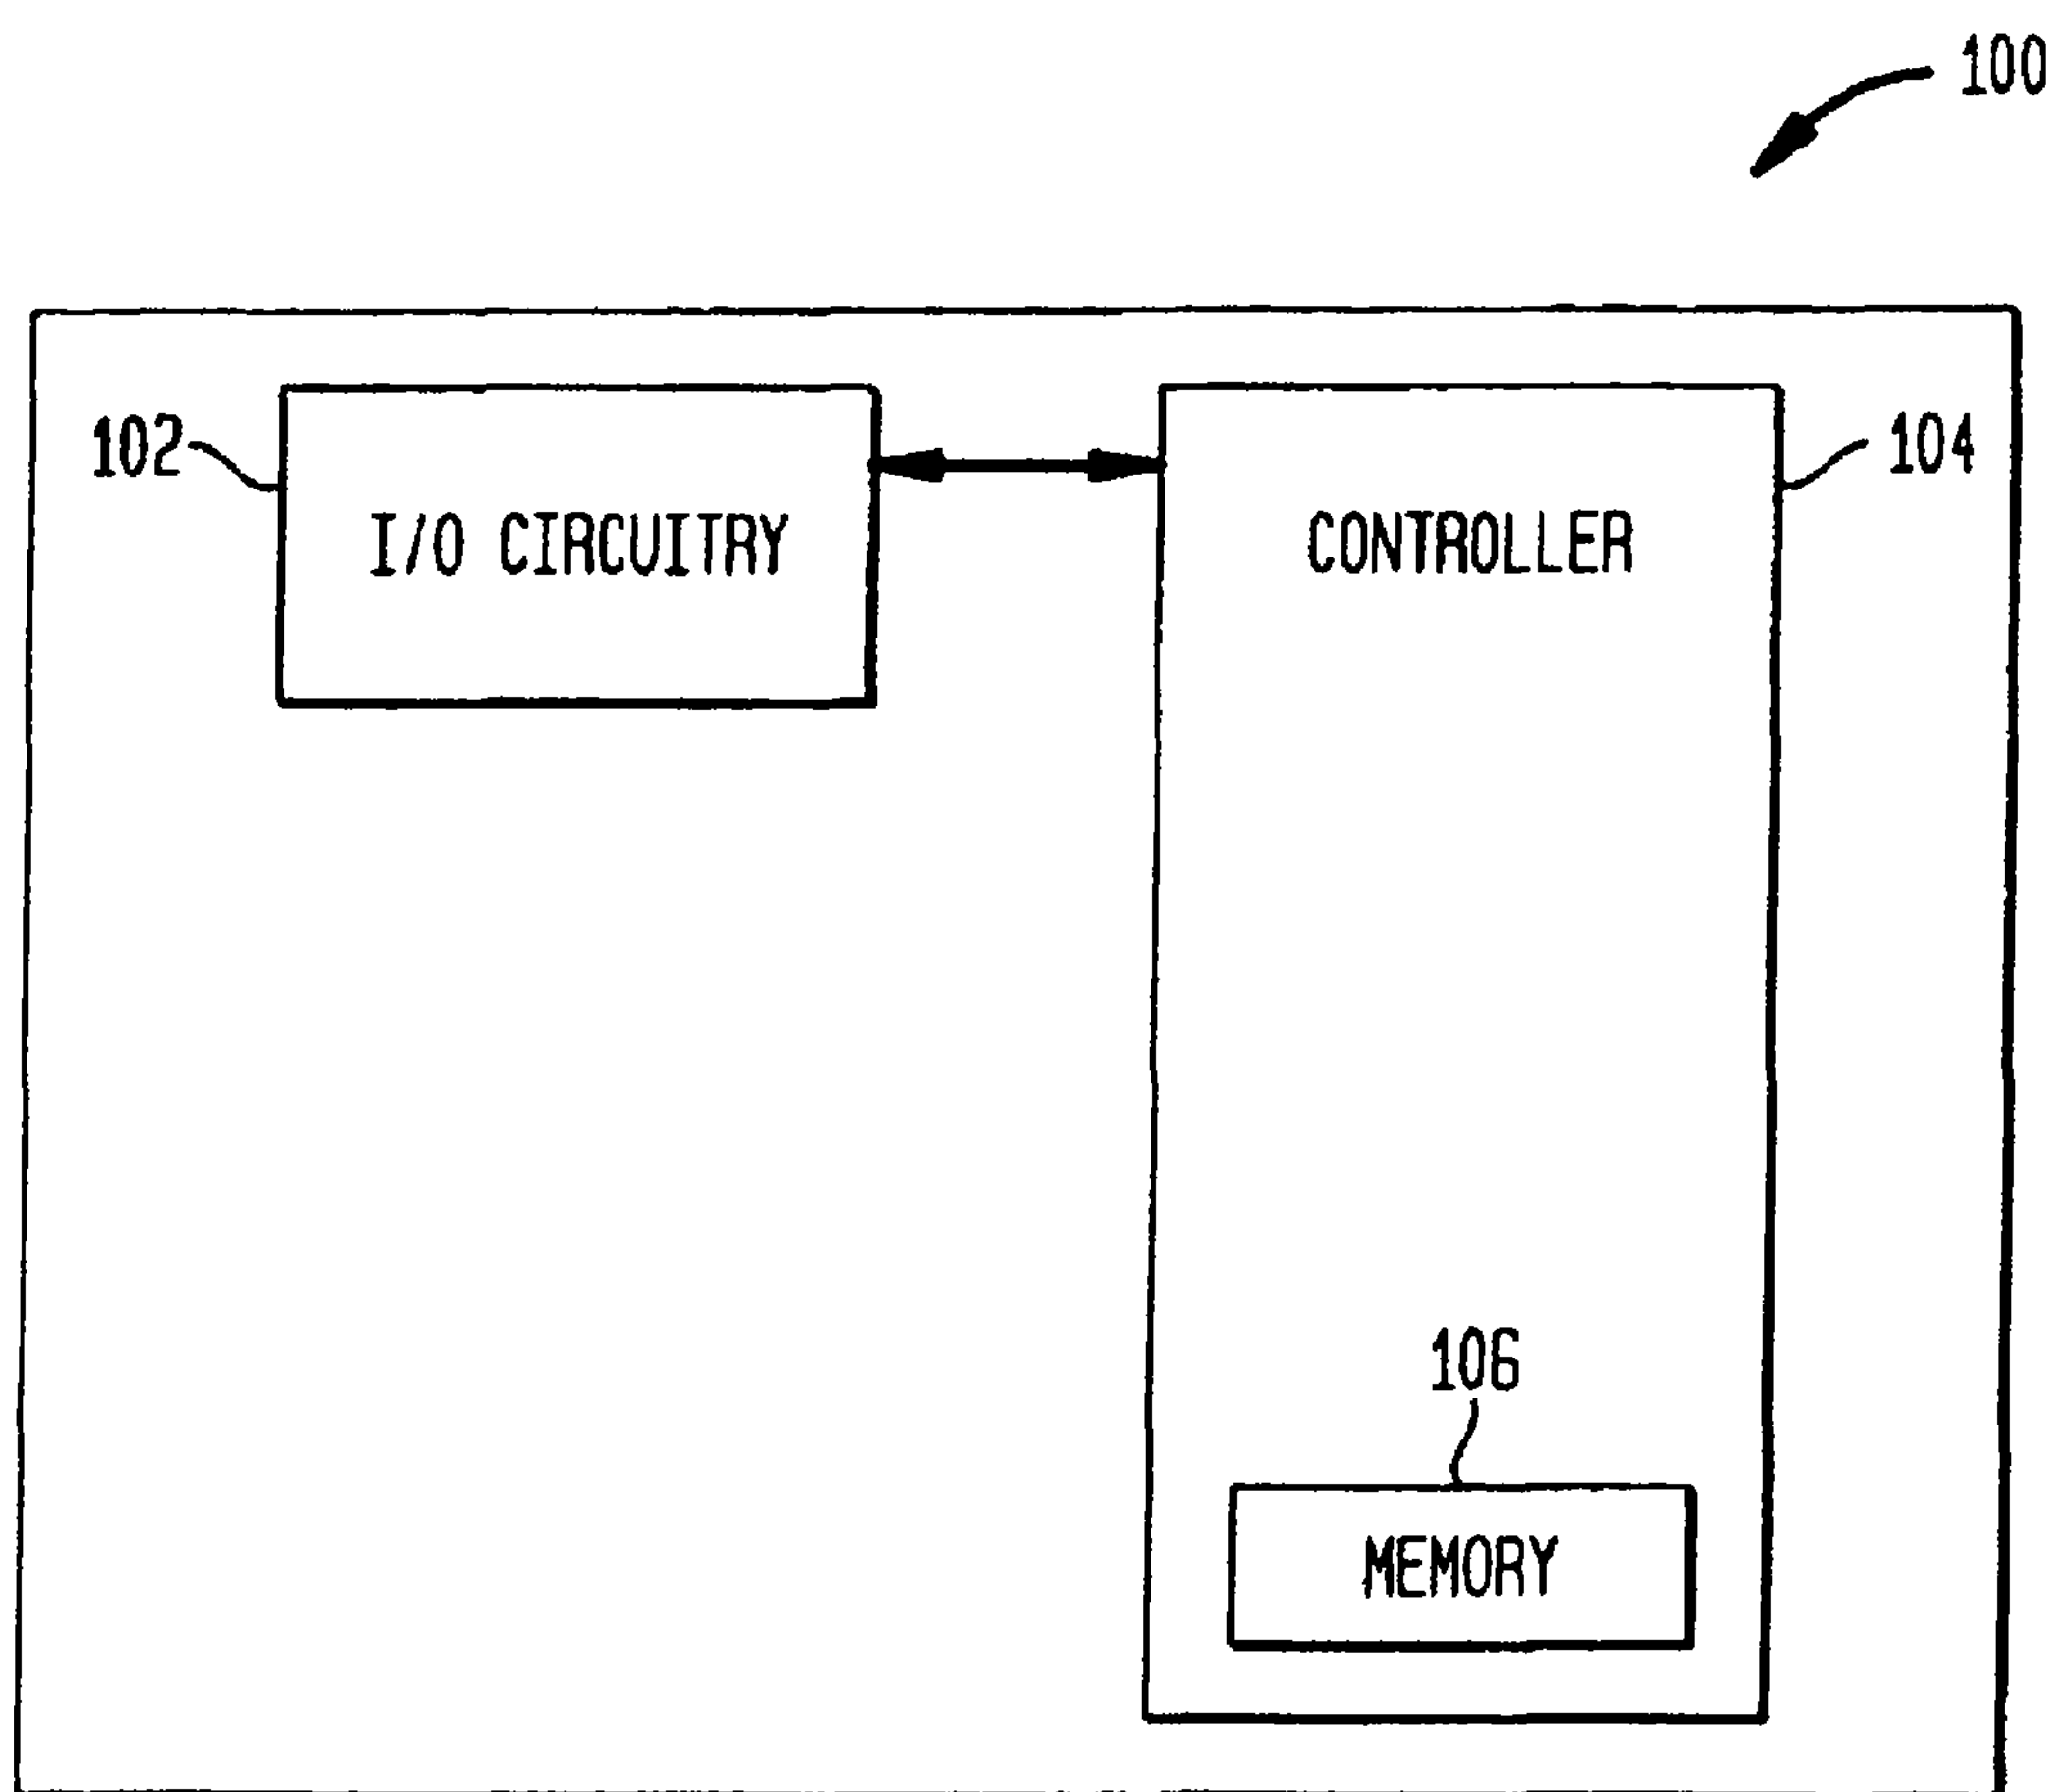 100
102
I/O CIRCUITRY
CONTROLLER
104
106
MEMORY